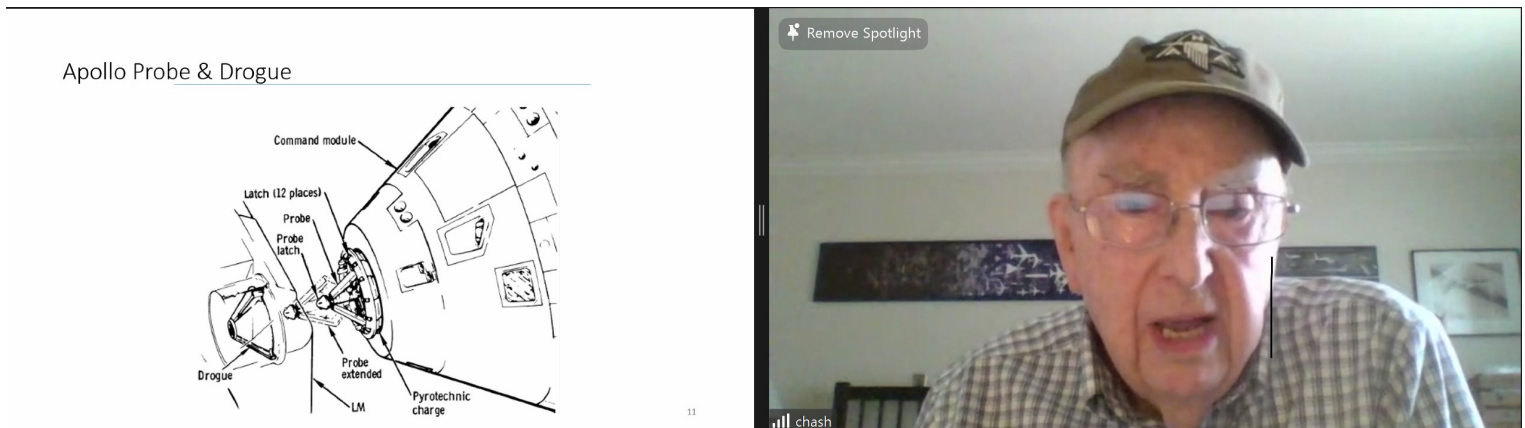 Apollo Probe & Drogue
Command module
Latch (12 places)
Probe
Probe
latch
Drogue
Probe
extended
LM
Pyrotechnic
charge
11
Remove Spotlight
chash